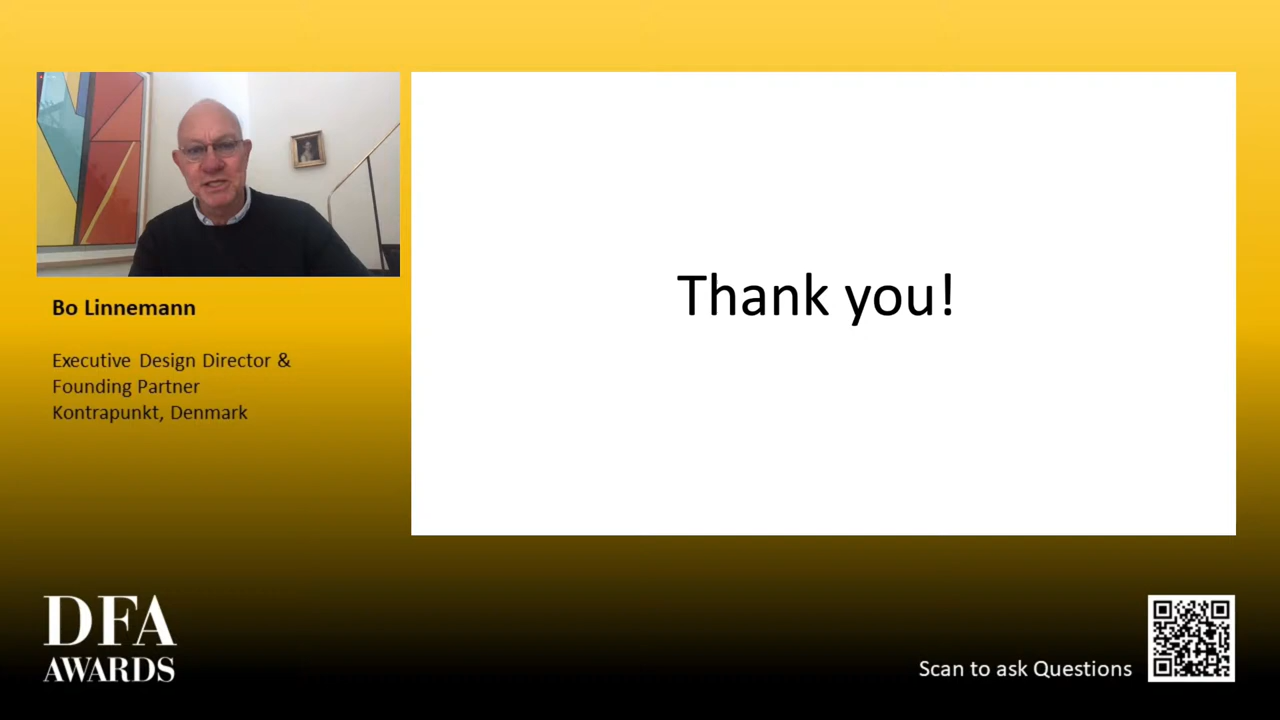 Thank you!
Bo Linnemann
Executive Design Director &
Founding Partner
Kontrapunkt, Denmark
DFA
AWARDS
Scan to ask Questions